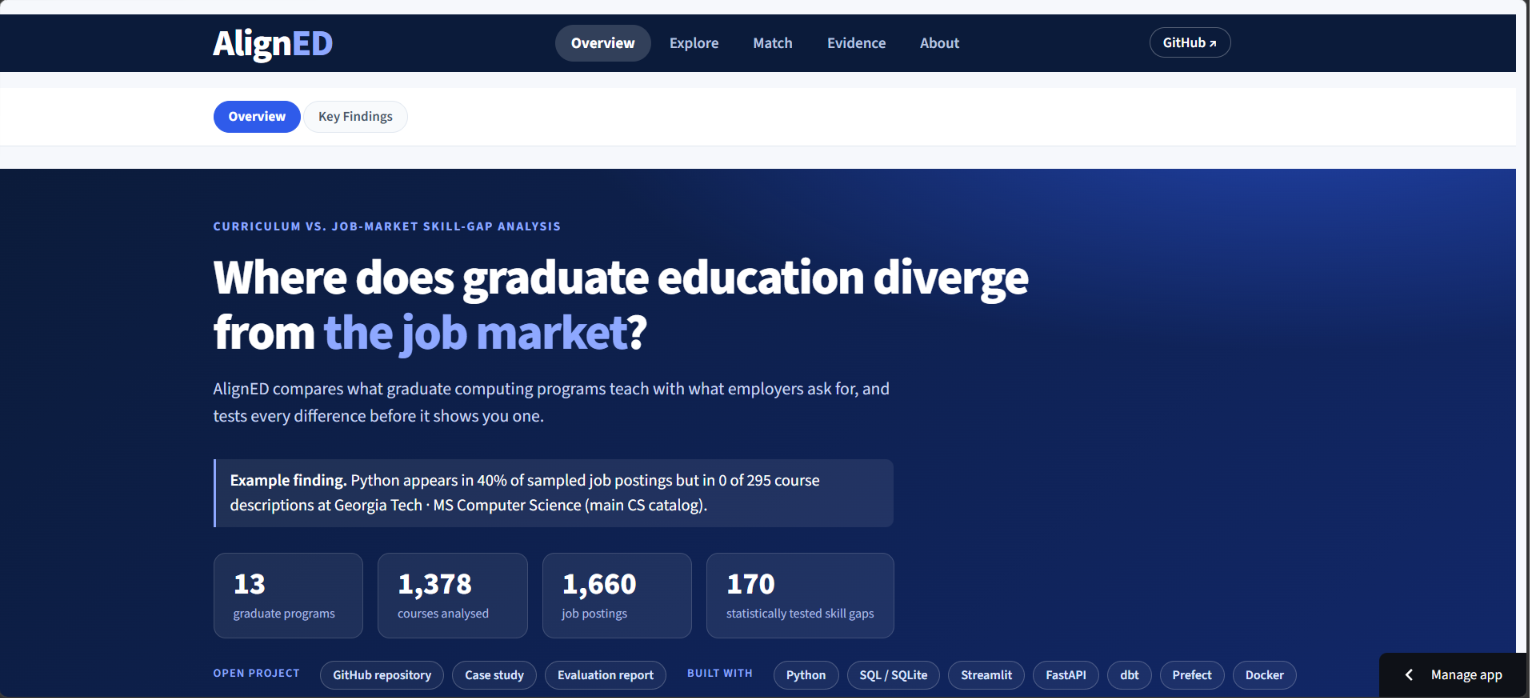 AlignED
Overview
Explore
Match
Evidence
About
GitHub ↗
Overview
Key Findings
CURRICULUM VS. JOB-MARKET SKILL-GAP ANALYSIS
Where does graduate education diverge
from the job market?
AlignED compares what graduate computing programs teach with what employers ask for, and
tests every difference before it shows you one.
Example finding. Python appears in 40% of sampled job postings but in 0 of 295 course
descriptions at Georgia Tech · MS Computer Science (main CS catalog).
13
graduate programs
1,378
courses analysed
1,660
job postings
170
statistically tested skill gaps
OPEN PROJECT
GitHub repository
Case study
Evaluation report
BUILT WITH
Python
SQL / SQLite
Streamlit
FastAPI
dbt
Prefect
Docker
Manage app